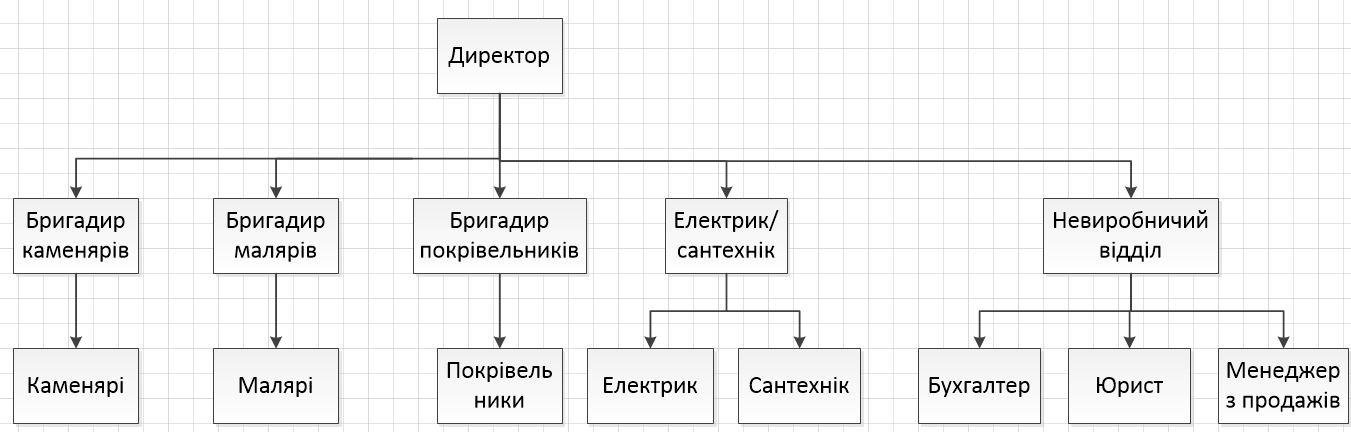 Директор
Бригадир
каменярів
Бригадир
малярів
Бригадир
покрівельників
Електрик/
сантехнік
Невиробничий
відділ
Каменярі
Малярі
Покрівель
ники
Електрик
Сантехнік
Бухгалтер
Юрист
Менеджер
з продажів